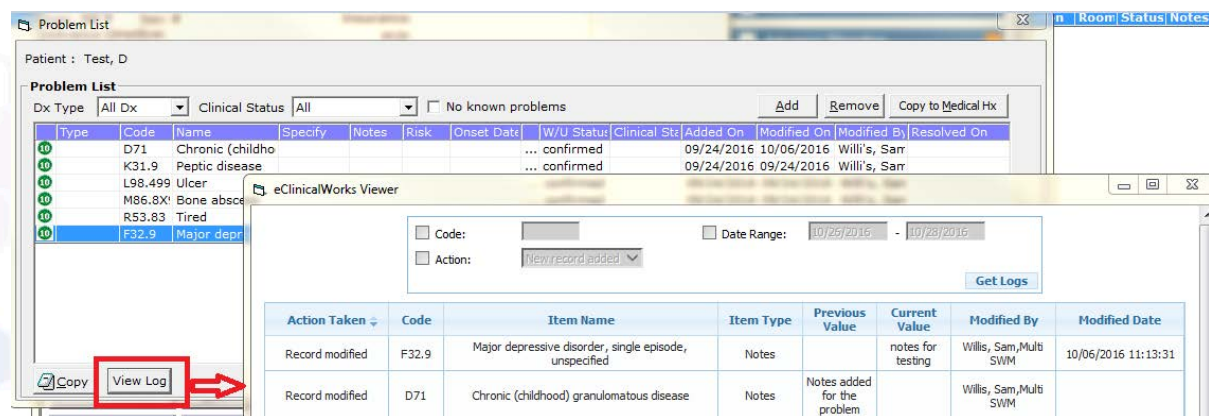 Problem List
n Room Status Notes
Patient : Test, D
Problem List
Dx Type All Dx Clinical Status All No known problems Add Remove Copy to Medical Hx
Type Code Name Specify Notes Risk Onset Date W/U Status Clinical Sta Added On Modified On Modified By Resolved On
10 D71 Chronic (childho ... confirmed 09/24/2016 10/06/2016 Willi's, Sam
10 K31.9 Peptic disease ... confirmed 09/24/2016 09/24/2016 Willi's, Sam
10 L98.499 Ulcer
10 M86.8X Bone absce
10 R53.83 Tired
10 F32.9 Major depr
Copy View Log
eClinicalWorks Viewer
Code: Date Range: 10/26/2016 - 10/28/2016
Action: New record added
Get Logs
Action Taken Code Item Name Item Type Previous Value Current Value Modified By Modified Date
Record modified F32.9 Major depressive disorder, single episode, unspecified Notes notes for testing Willis, Sam,Multi SWM 10/06/2016 11:13:31
Record modified D71 Chronic (childhood) granulomatous disease Notes Notes added for the problem Willis, Sam,Multi SWM